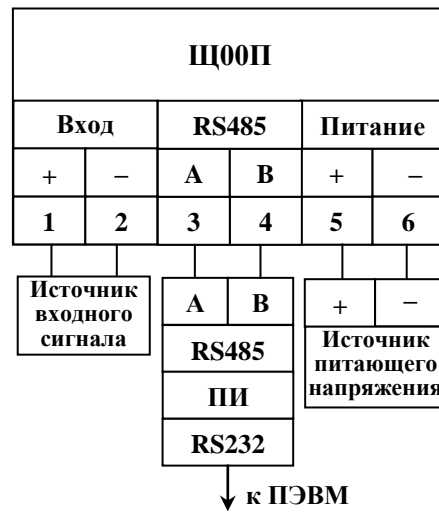 Щ00П
Вход RS485 Питание
+ − A B + −
1 2 3 4 5 6
Источник входного сигнала
A B
RS485
ПИ
RS232
+ −
Источник питающего напряжения
к ПЭВМ